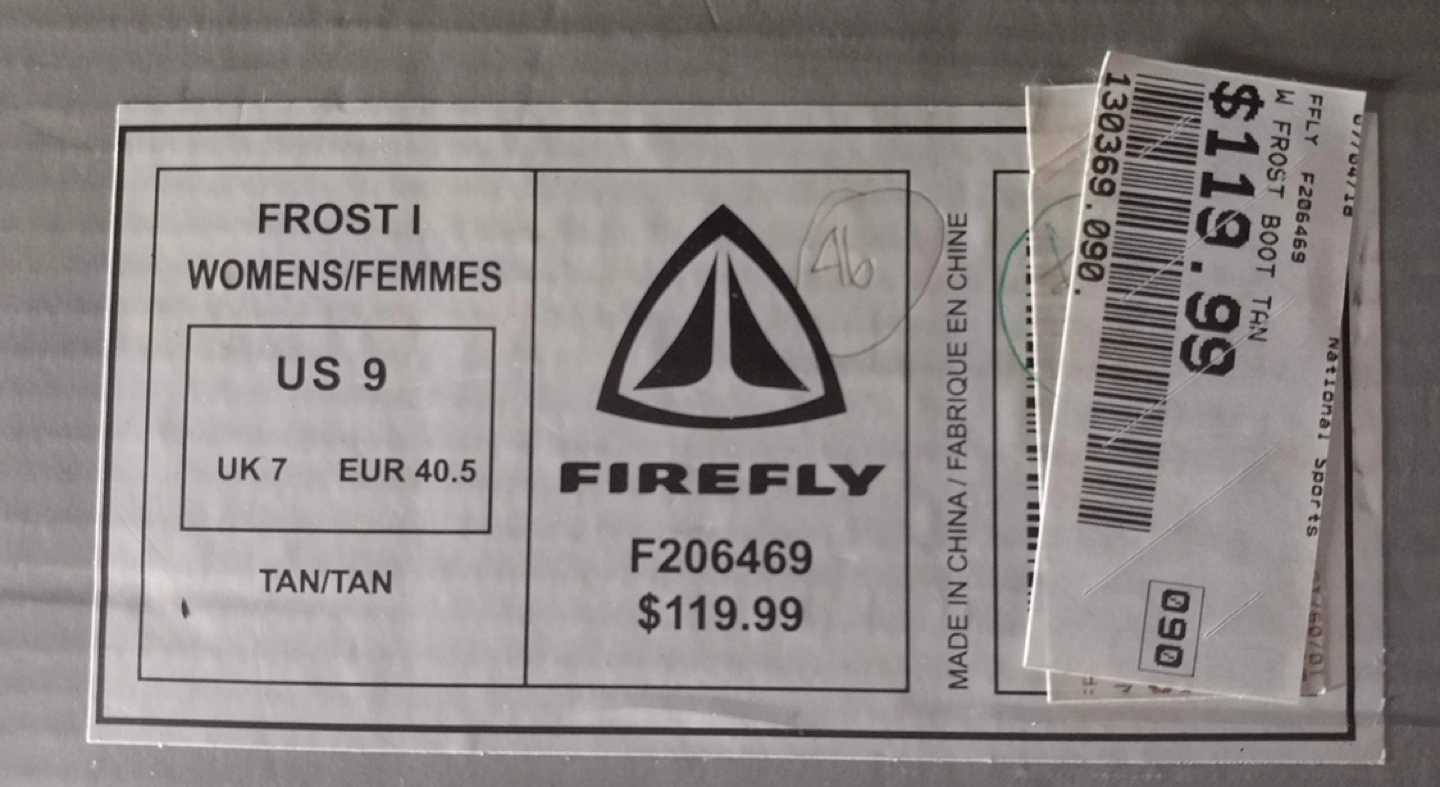 FROST I
WOMENS/FEMMES
US 9
UK 7 EUR 40.5
TAN/TAN
FIREFLY
F206469
$119.99
MADE IN CHINA / FABRIQUE EN CHINE
National Sports
FFLY F206469
W FROST BOOT TAN
$119.99
130369.090.
090